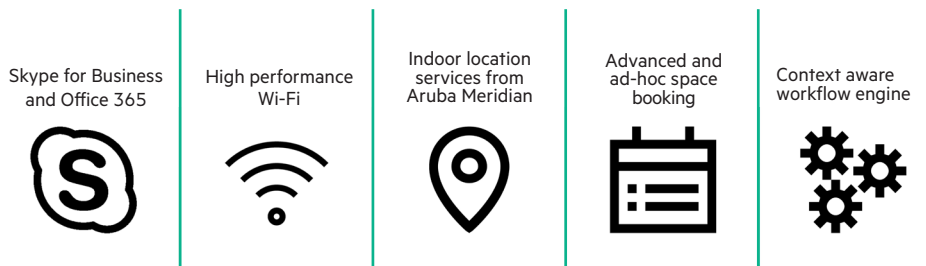 Skype for Business
and Office 365
High performance
Wi-Fi
Indoor location
services from
Aruba Meridian
Advanced and
ad-hoc space
booking
Context aware
workflow engine
S